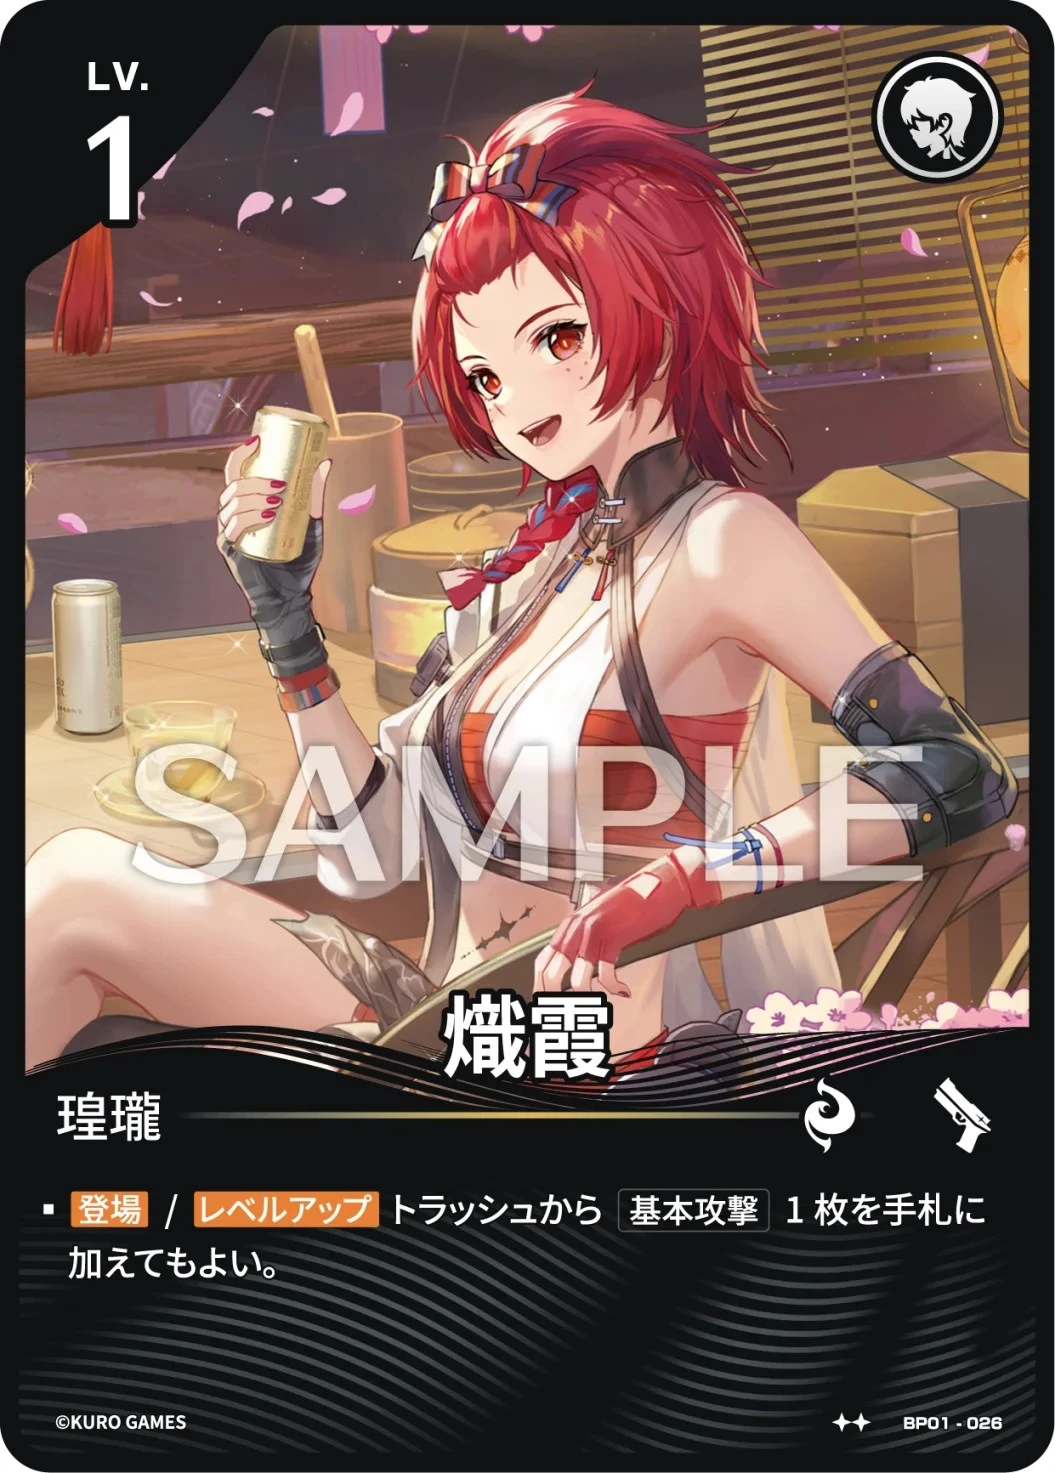 LV.
1
SAMPLE
熾霞
瑝瓏
▪ 登場 / レベルアップ トラッシュから 基本攻撃 1枚を手札に
加えてもよい。
©KURO GAMES
BP01 - 026